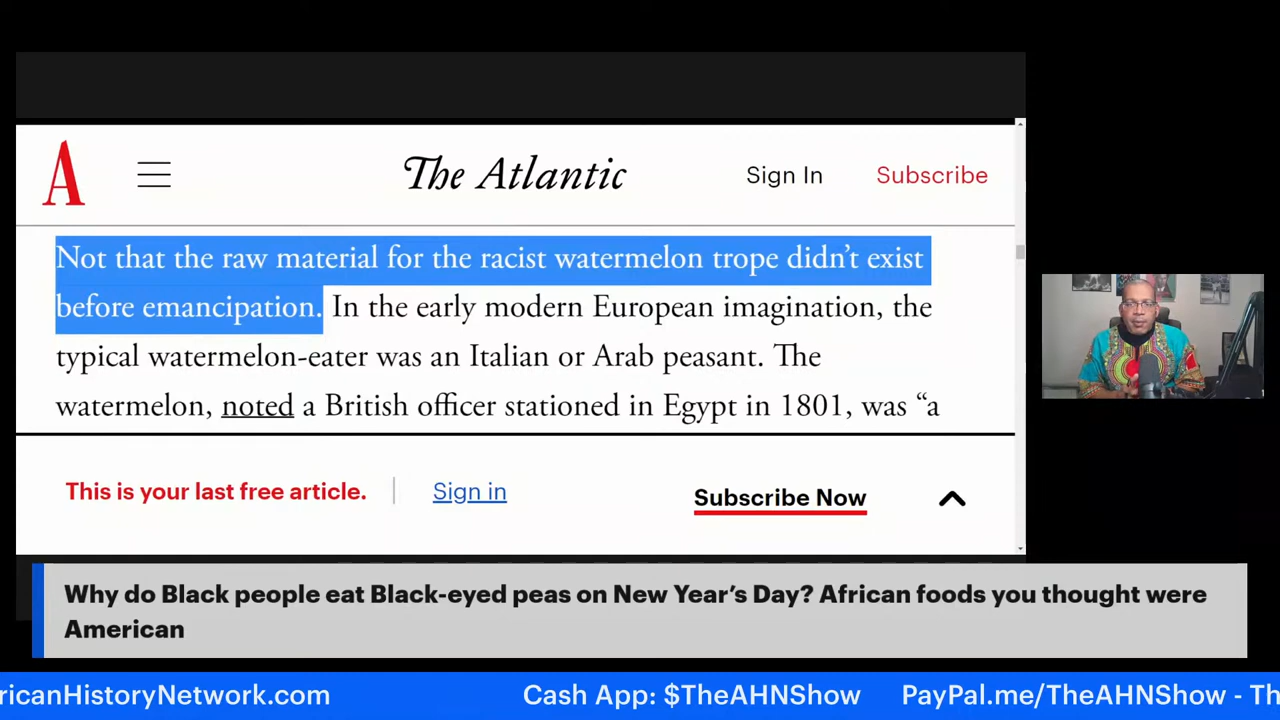 A
The Atlantic
Sign In
Subscribe
Not that the raw material for the racist watermelon trope didn’t exist
before emancipation. In the early modern European imagination, the
typical watermelon-eater was an Italian or Arab peasant. The
watermelon, noted a British officer stationed in Egypt in 1801, was “a
This is your last free article.
Sign in
Subscribe Now
Why do Black people eat Black-eyed peas on New Year’s Day? African foods you thought were
American
ricanHistoryNetwork.com
Cash App: $TheAHNShow
PayPal.me/TheAHNShow - Th